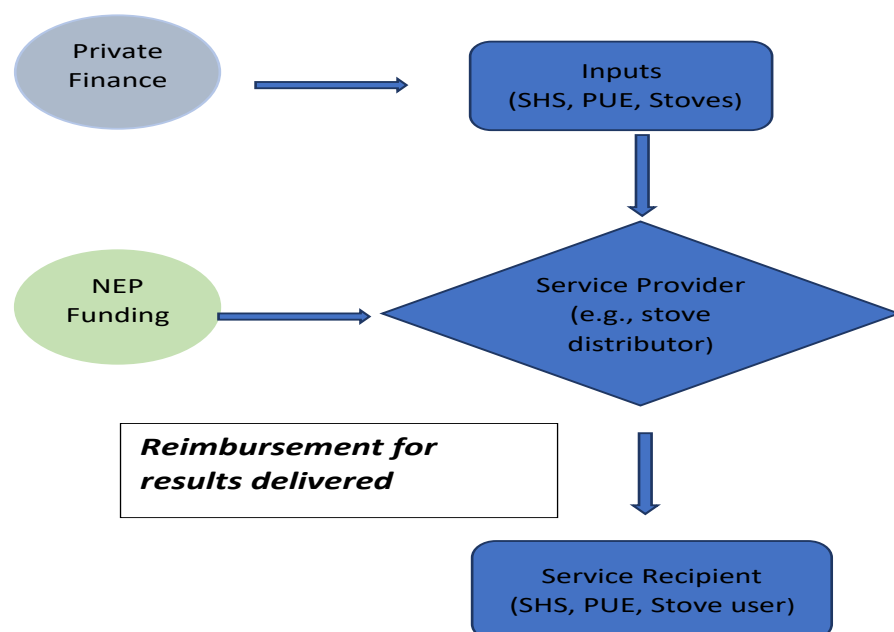 Private
Finance
Inputs
(SHS, PUE, Stoves)
NEP
Funding
Service Provider
(e.g., stove
distributor)
Reimbursement for
results delivered
Service Recipient
(SHS, PUE, Stove user)